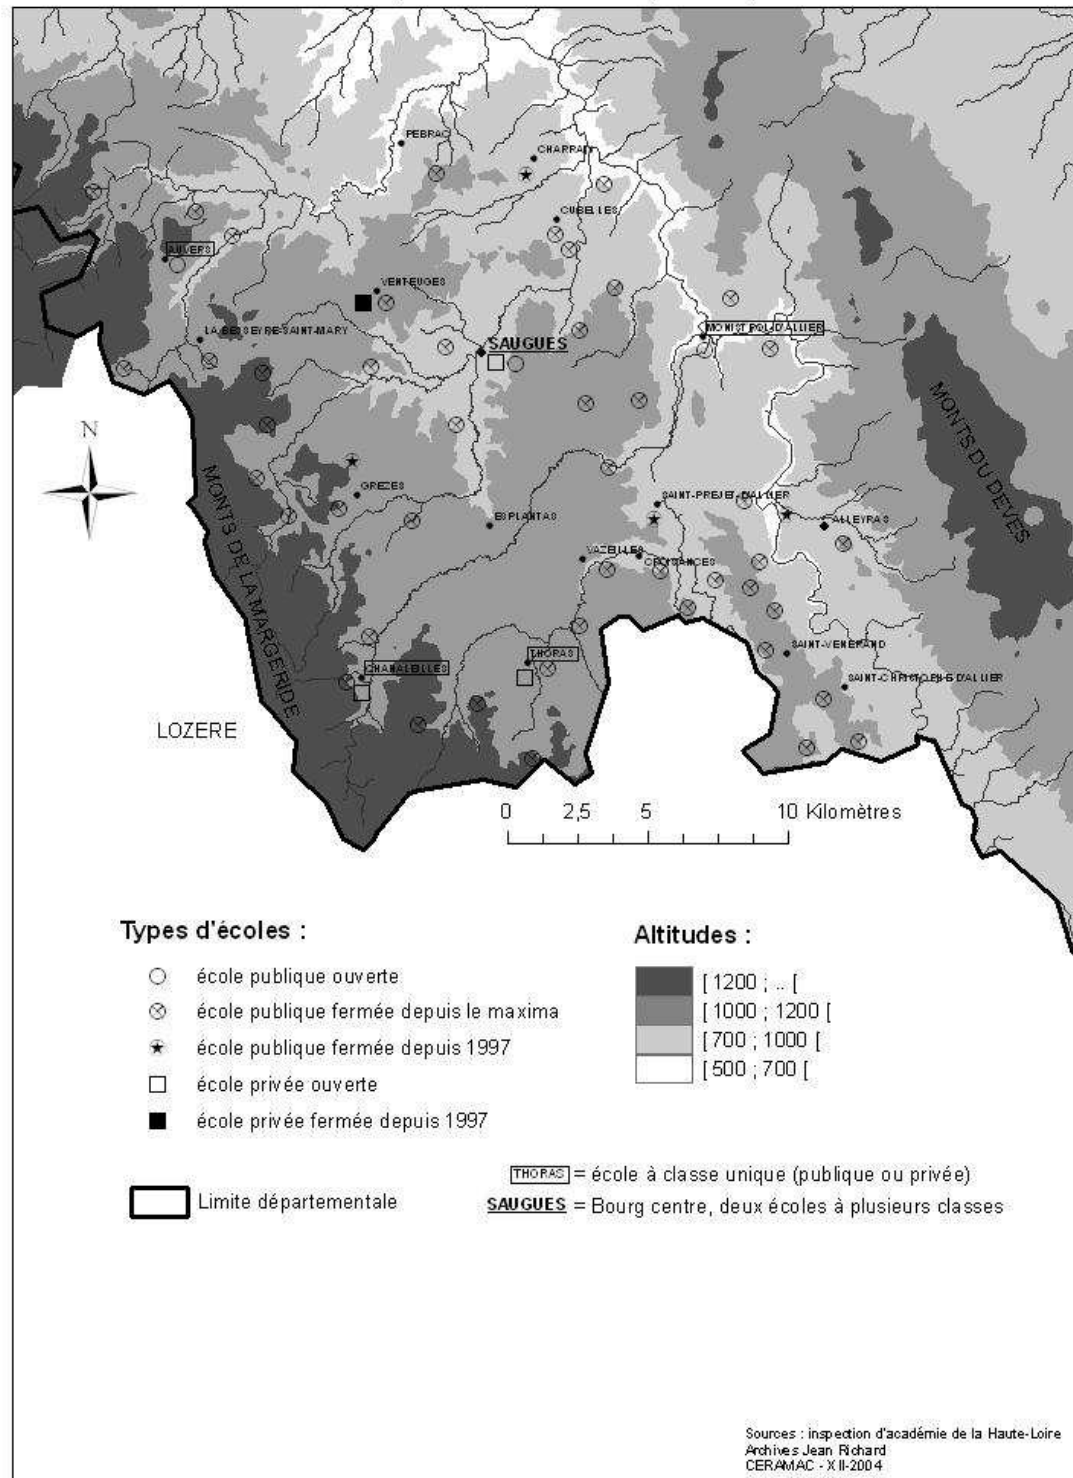 PEBRAC
CHARRAIX
CUBELLES
AUVERS
VENTEUGES
LA BESSEYRE-SAINT-MARY
SAUGUES
MONISTROL-D'ALLIER
MONTS DU DEVES
N
GREZES
SAINT-PREJET-D'ALLIER
ESPLANTAS
ALLEYRAS
VAZEILLES
CROISANCES
MONTS DE LA MARGERIDE
SAINT-VENERAND
THORAS
CHANALEILLES
SAINT-CHRISTOPHE-D'ALLIER
LOZERE
0 2,5 5 10 Kilomètres
Types d'écoles :
école publique ouverte
école publique fermée depuis le maxima
école publique fermée depuis 1997
école privée ouverte
école privée fermée depuis 1997
Limite départementale
Altitudes :
[ 1200 ; .. [
[ 1000 ; 1200 [
[ 700 ; 1000 [
[ 500 ; 700 [
THORAS = école à classe unique (publique ou privée)
SAUGUES = Bourg centre, deux écoles à plusieurs classes
Sources : inspection d'académie de la Haute-Loire
Archives Jean Richard
CERAMAC - XII-2004